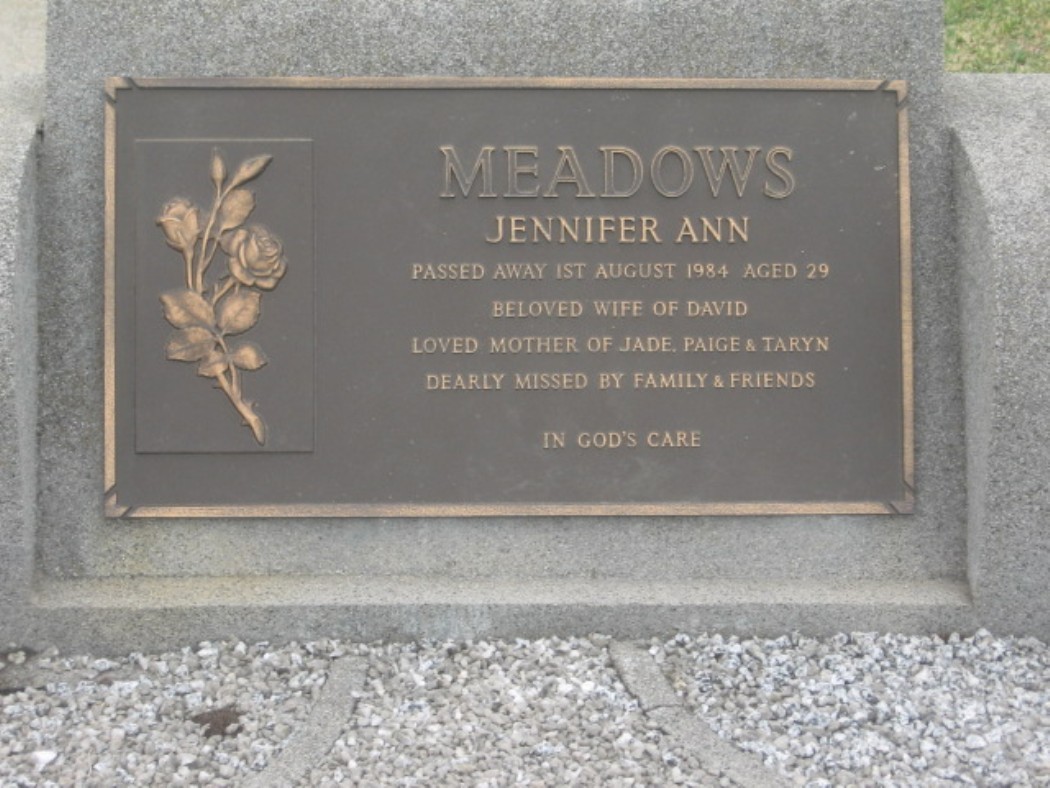 MEADOWS
JENNIFER ANN
PASSED AWAY 1ST AUGUST 1984 AGED 29
BELOVED WIFE OF DAVID
LOVED MOTHER OF JADE, PAIGE & TARYN
DEARLY MISSED BY FAMILY & FRIENDS
IN GOD'S CARE